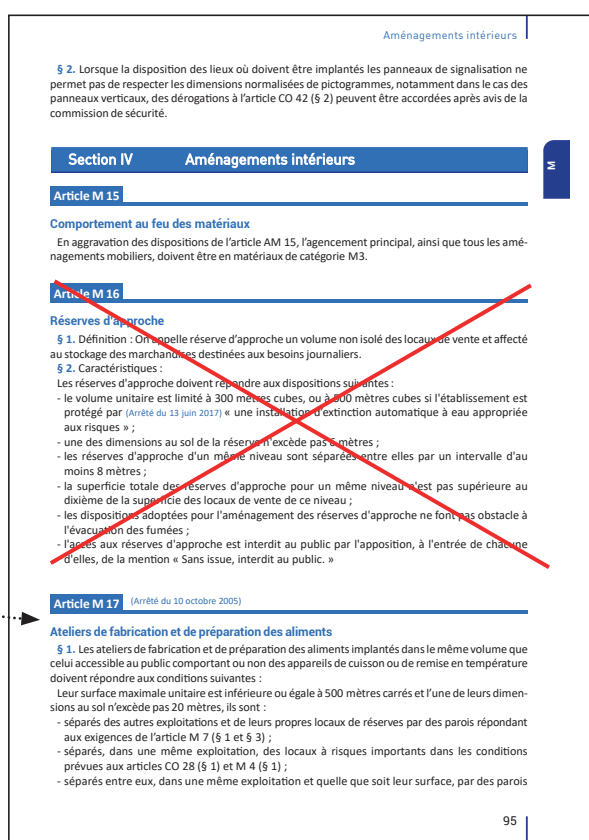 Aménagements intérieurs
§ 2. Lorsque la disposition des lieux où doivent être implantés les panneaux de signalisation ne
permet pas de respecter les dimensions normalisées de pictogrammes, notamment dans le cas des
panneaux verticaux, des dérogations à l'article CO 42 (§ 2) peuvent être accordées après avis de la
commission de sécurité.
M
Section IV Aménagements intérieurs
Article M 15
Comportement au feu des matériaux
En aggravation des dispositions de l'article AM 15, l'agencement principal, ainsi que tous les amé-
nagements mobiliers, doivent être en matériaux de catégorie M3.
Article M 16
Réserves d'approche
§ 1. Définition : On appelle réserve d'approche un volume non isolé des locaux de vente et affecté
au stockage des marchandises destinées aux besoins journaliers.
§ 2. Caractéristiques :
Les réserves d'approche doivent répondre aux dispositions suivantes :
- le volume unitaire est limité à 300 mètres cubes, ou à 500 mètres cubes si l'établissement est
protégé par (Arrêté du 13 juin 2017) « une installation d'extinction automatique à eau appropriée
aux risques » ;
- une des dimensions au sol de la réserve n'excède pas 6 mètres ;
- les réserves d'approche d'un même niveau sont séparées entre elles par un intervalle d'au
moins 8 mètres ;
- la superficie totale des réserves d'approche pour un même niveau n'est pas supérieure au
dixième de la superficie des locaux de vente de ce niveau ;
- les dispositions adoptées pour l'aménagement des réserves d'approche ne font pas obstacle à
l'évacuation des fumées ;
- l'accès aux réserves d'approche est interdit au public par l'apposition, à l'entrée de chacune
d'elles, de la mention « Sans issue, interdit au public. »
Article M 17 (Arrêté du 10 octobre 2005)
Ateliers de fabrication et de préparation des aliments
§ 1. Les ateliers de fabrication et de préparation des aliments implantés dans le même volume que
celui accessible au public comportant ou non des appareils de cuisson ou de remise en température
doivent répondre aux conditions suivantes :
Leur surface maximale unitaire est inférieure ou égale à 500 mètres carrés et l'une de leurs dimen-
sions au sol n'excède pas 20 mètres, ils sont :
- séparés des autres exploitations et de leurs propres locaux de réserves par des parois répondant
aux exigences de l'article M 7 (§ 1 et § 3) ;
- séparés, dans une même exploitation, des locaux à risques importants dans les conditions
prévues aux articles CO 28 (§ 1) et M 4 (§ 1) ;
- séparés entre eux, dans une même exploitation et quelle que soit leur surface, par des parois
95